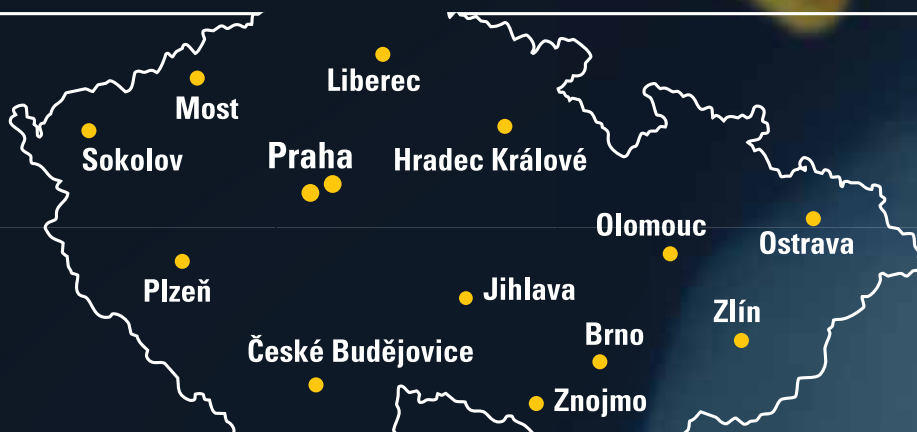 Liberec
Most
Sokolov
Praha
Hradec Králové
Olomouc
Ostrava
Plzeň
Jihlava
Zlín
Brno
České Budějovice
Znojmo